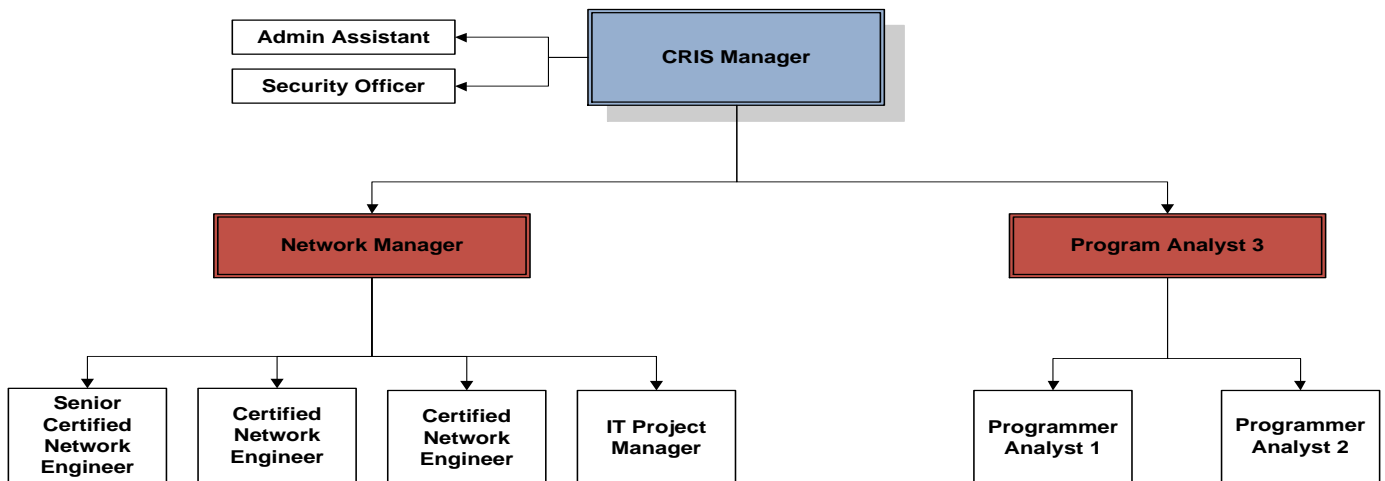 Admin Assistant
CRIS Manager
Security Officer
Network Manager
Program Analyst 3
Senior
Certified
Network
Engineer
Certified
Network
Engineer
Certified
Network
Engineer
IT Project
Manager
Programmer
Analyst 1
Programmer
Analyst 2